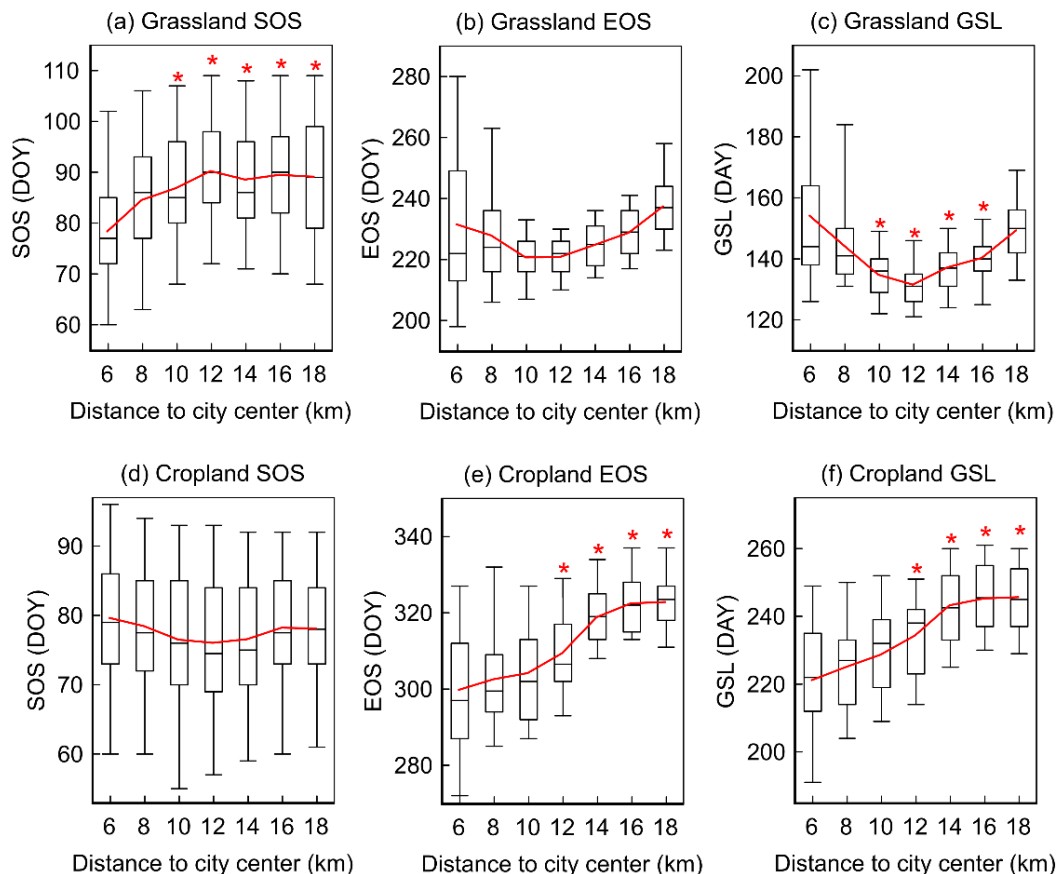 (a) Grassland SOS
(b) Grassland EOS
(c) Grassland GSL
SOS (DOY)
110
100
90
80
70
60
* * * * *
6 8 10 12 14 16 18
Distance to city center (km)
EOS (DOY)
280
260
240
220
200
6 8 10 12 14 16 18
Distance to city center (km)
GSL (DAY)
200
180
160
140
120
* * * *
6 8 10 12 14 16 18
Distance to city center (km)
(d) Cropland SOS
(e) Cropland EOS
(f) Cropland GSL
SOS (DOY)
90
80
70
60
6 8 10 12 14 16 18
Distance to city center (km)
EOS (DOY)
340
320
300
280
* * * *
6 8 10 12 14 16 18
Distance to city center (km)
GSL (DAY)
260
240
220
200
* * * *
6 8 10 12 14 16 18
Distance to city center (km)